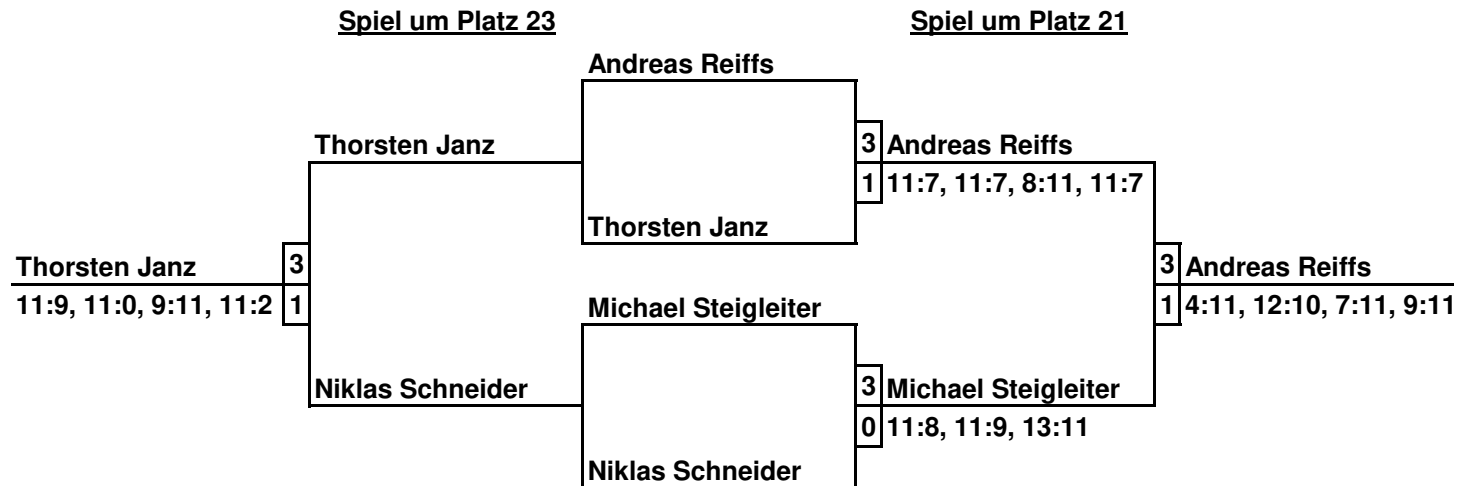 Spiel um Platz 23 Spiel um Platz 21
Andreas Reiffs
Thorsten Janz 3 Andreas Reiffs
1 11:7, 11:7, 8:11, 11:7
Thorsten Janz
Thorsten Janz 3 3 Andreas Reiffs
11:9, 11:0, 9:11, 11:2 1 Michael Steigleiter 1 4:11, 12:10, 7:11, 9:11
Niklas Schneider 3 Michael Steigleiter
0 11:8, 11:9, 13:11
Niklas Schneider